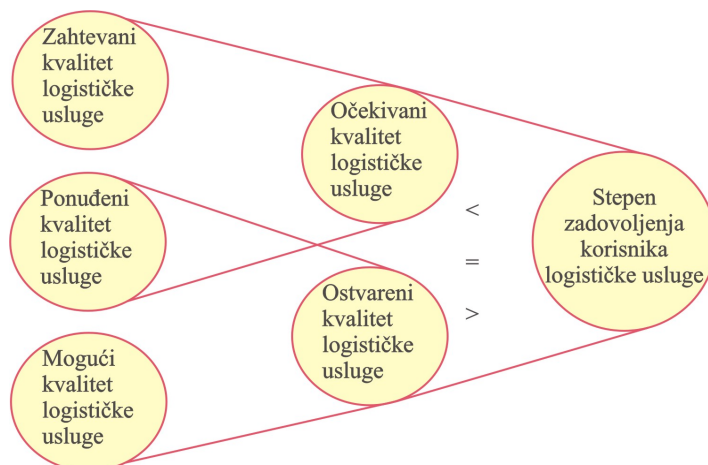 Zahtevani
kvalitet
logističke
usluge
Ponuđeni
kvalitet
logističke
usluge
Mogući
kvalitet
logističke
usluge
Očekivani
kvalitet
logističke
usluge
<
=
>
Ostvareni
kvalitet
logističke
usluge
Stepen
zadovoljenja
korisnika
logističke usluge